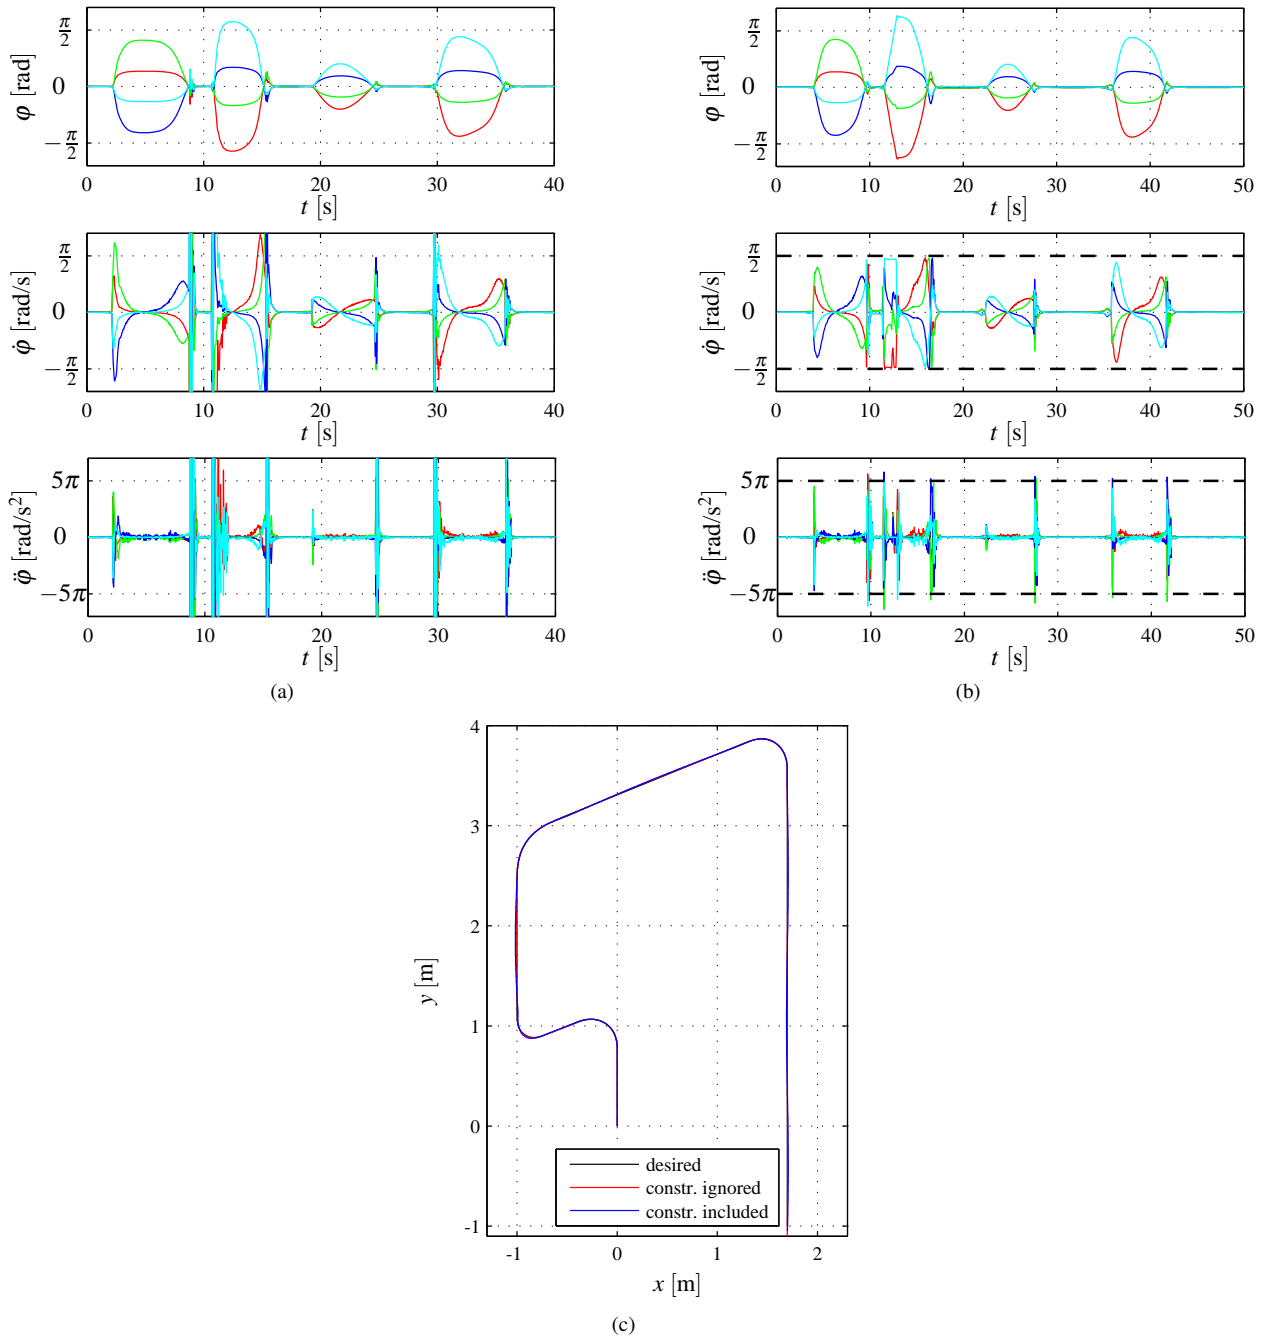 π/2
0
−π/2
φ [rad]
0 10 20 30 40
t [s]
π/2
0
−π/2
φ̇ [rad/s]
0 10 20 30 40
t [s]
5π
0
−5π
φ̈ [rad/s²]
0 10 20 30 40
t [s]
(a)
π/2
0
−π/2
φ [rad]
0 10 20 30 40 50
t [s]
π/2
0
−π/2
φ̇ [rad/s]
0 10 20 30 40 50
t [s]
5π
0
−5π
φ̈ [rad/s²]
0 10 20 30 40 50
t [s]
(b)
4
3
2
1
0
-1
y [m]
desired
constr. ignored
constr. included
-1 0 1 2
x [m]
(c)